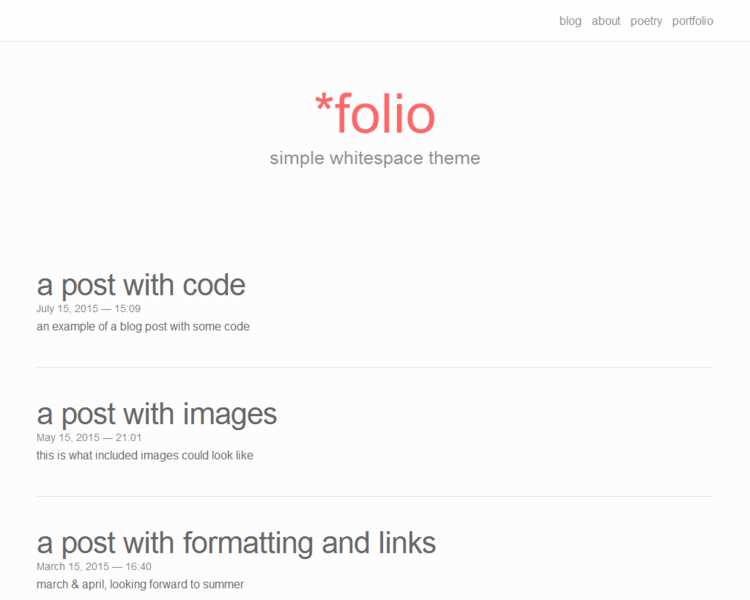 blog about poetry portfolio
*folio
simple whitespace theme
a post with code
July 15, 2015 — 15:09
an example of a blog post with some code
a post with images
May 15, 2015 — 21:01
this is what included images could look like
a post with formatting and links
March 15, 2015 — 16:40
march & april, looking forward to summer